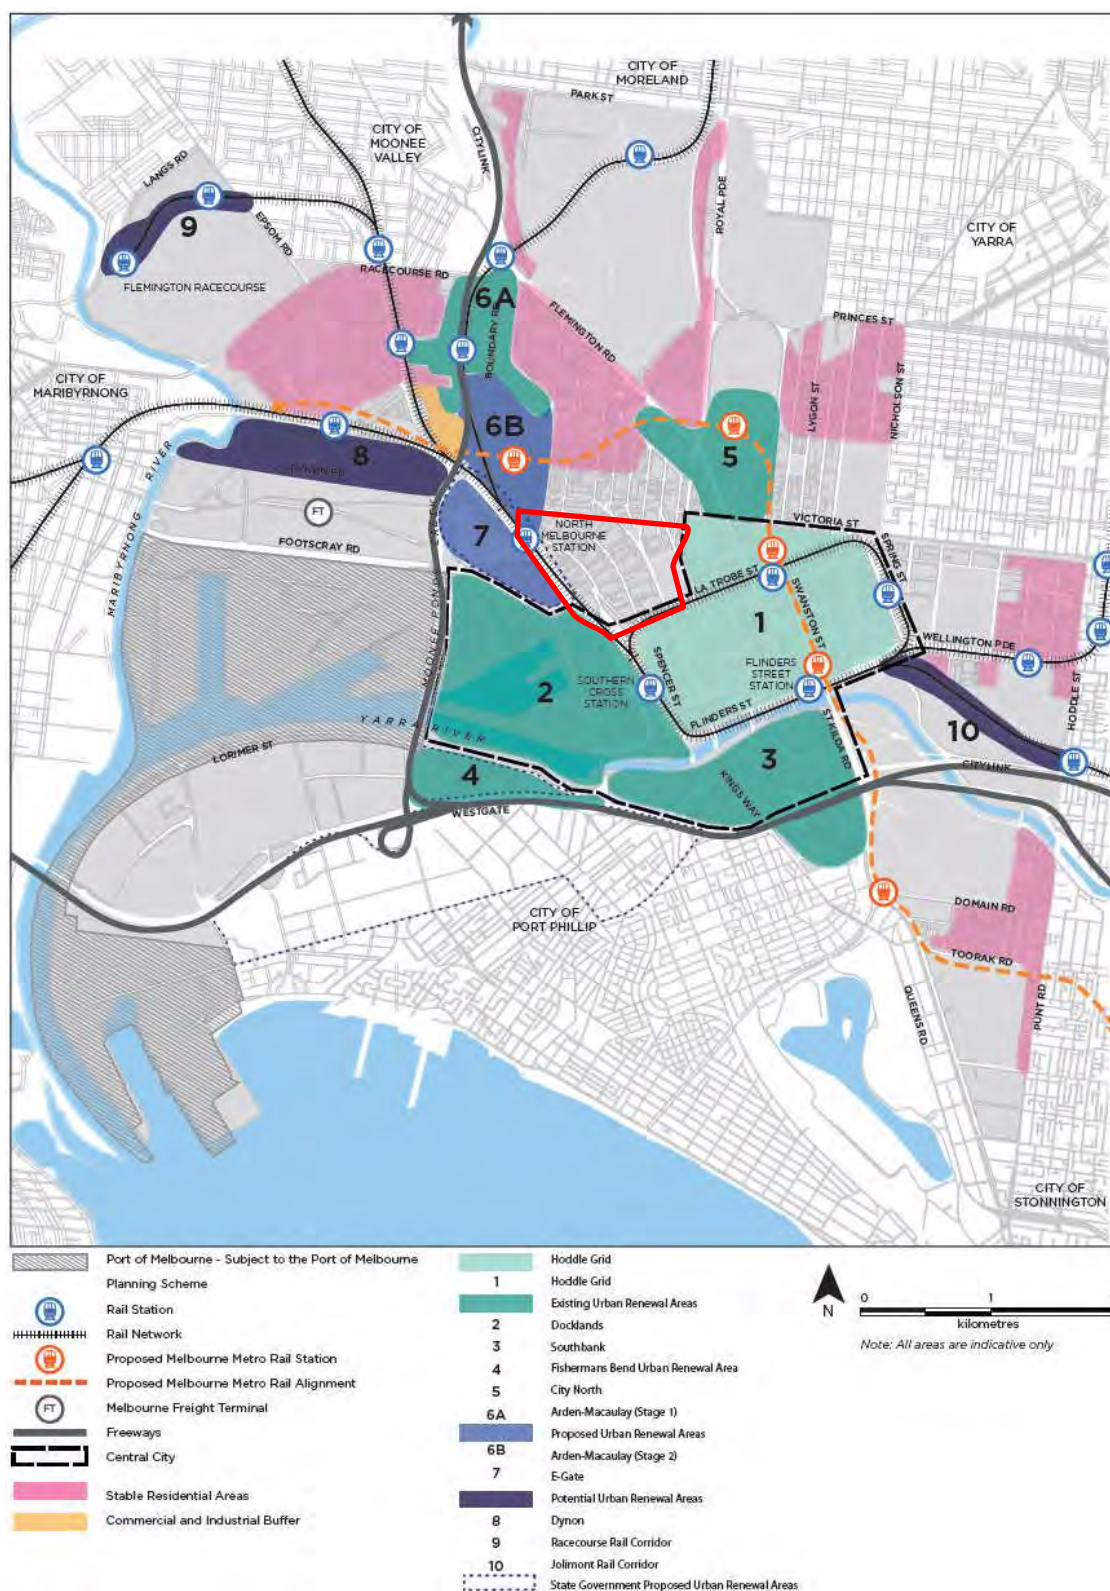 CITY OF
MORELAND
PARK ST
CITY OF
MOONEE
VALLEY
CITYLINK
LANGS RD
ROYAL PDE
9
EPSOM RD
CITY OF
YARRA
RACECOURSE RD
FLEMINGTON RACECOURSE
6A
BOUNDARY RD
FLEMINGTON RD
PRINCES ST
CITY OF
MARIBYRNONG
LYGON ST
NICHOLSON ST
6B
8
5
DYNON RD
MARIBYRNONG RIVER
FT
FOOTSCRAY RD
7
NORTH
MELBOURNE
STATION
VICTORIA ST
SPRING ST
LA TROBE ST
SWANSTON ST
1
WELLINGTON PDE
HODDLE ST
2
SOUTHERN
CROSS
STATION
SPENCER ST
FLINDERS
STREET
STATION
FLINDERS ST
YARRA RIVER
LORIMER ST
ST KILDA RD
10
CITYLINK
3
KINGS WAY
4
WESTGATE
CITY OF
PORT PHILLIP
DOMAIN RD
TOORAK RD
QUEENS RD
PUNT RD
CITY OF
STONNINGTON
Port of Melbourne - Subject to the Port of Melbourne
Planning Scheme
Rail Station
Rail Network
Proposed Melbourne Metro Rail Station
Proposed Melbourne Metro Rail Alignment
FT Melbourne Freight Terminal
Freeways
Central City
Stable Residential Areas
Commercial and Industrial Buffer
Hoddle Grid
1 Hoddle Grid
Existing Urban Renewal Areas
2 Docklands
3 Southbank
4 Fishermans Bend Urban Renewal Area
5 City North
6A Arden-Macaulay (Stage 1)
Proposed Urban Renewal Areas
6B Arden-Macaulay (Stage 2)
7 E-Gate
Potential Urban Renewal Areas
8 Dynon
9 Racecourse Rail Corridor
10 Jolimont Rail Corridor
State Government Proposed Urban Renewal Areas
N
0 1
kilometres
Note: All areas are indicative only